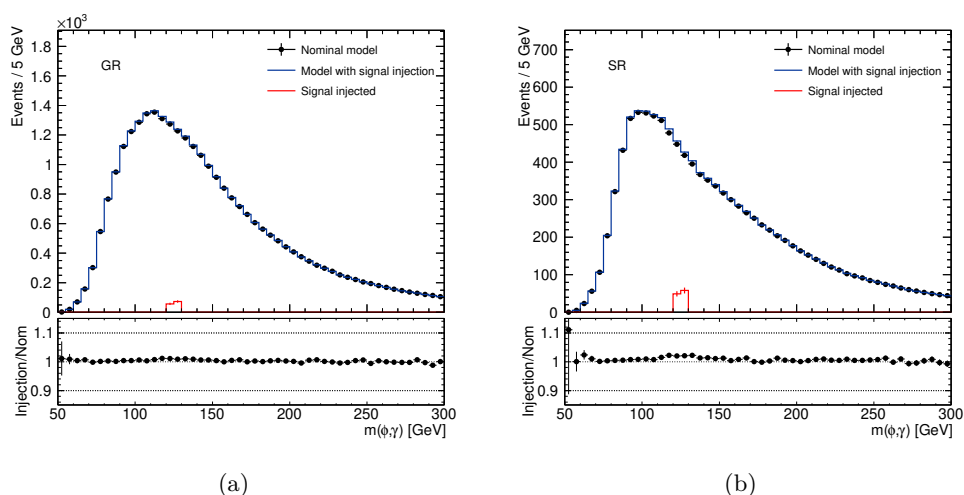 ×10³
Events / 5 GeV
GR
Nominal model
Model with signal injection
Signal injected
1.8
1.6
1.4
1.2
1
0.8
0.6
0.4
0.2
0
Injection/Nom
1.1
1
0.9
50 100 150 200 250 300
m(ϕ,γ) [GeV]
(a)
Events / 5 GeV
SR
Nominal model
Model with signal injection
Signal injected
700
600
500
400
300
200
100
0
Injection/Nom
1.1
1
0.9
50 100 150 200 250 300
m(ϕ,γ) [GeV]
(b)